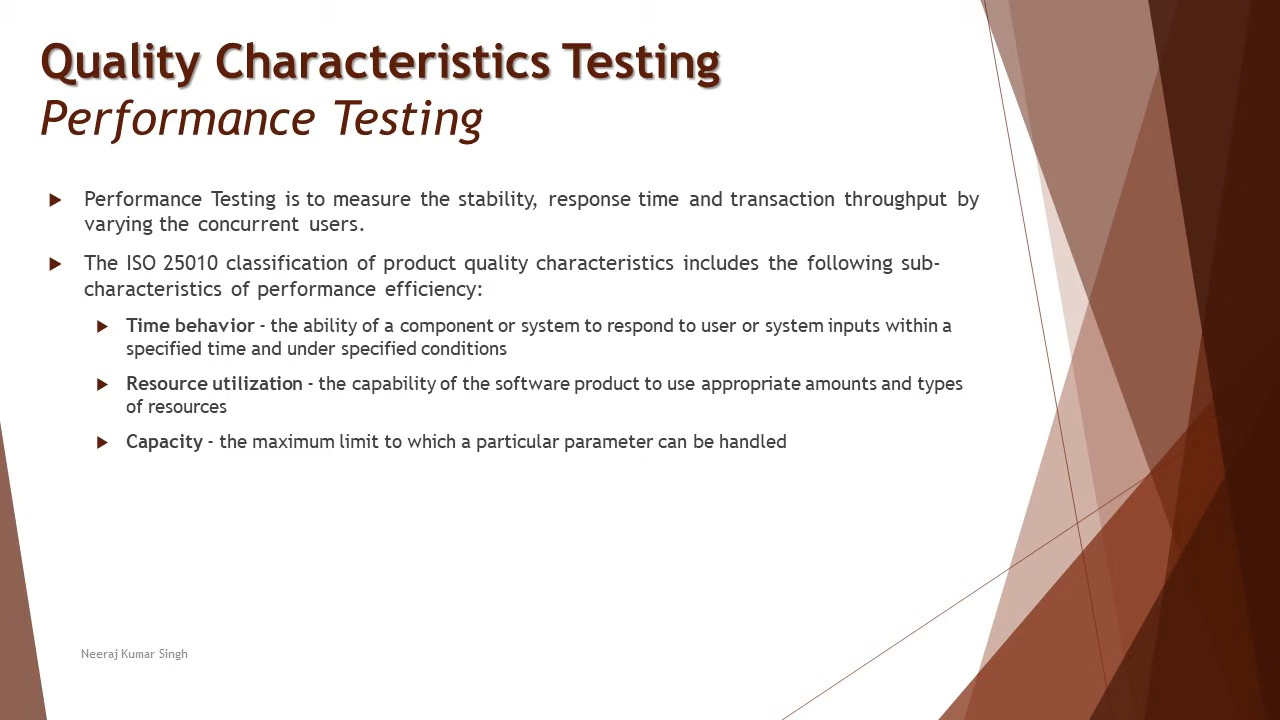 Quality Characteristics Testing
Performance Testing
Performance Testing is to measure the stability, response time and transaction throughput by
varying the concurrent users.
The ISO 25010 classification of product quality characteristics includes the following sub-
characteristics of performance efficiency:
Time behavior - the ability of a component or system to respond to user or system inputs within a
specified time and under specified conditions
Resource utilization - the capability of the software product to use appropriate amounts and types
of resources
Capacity - the maximum limit to which a particular parameter can be handled
Neeraj Kumar Singh